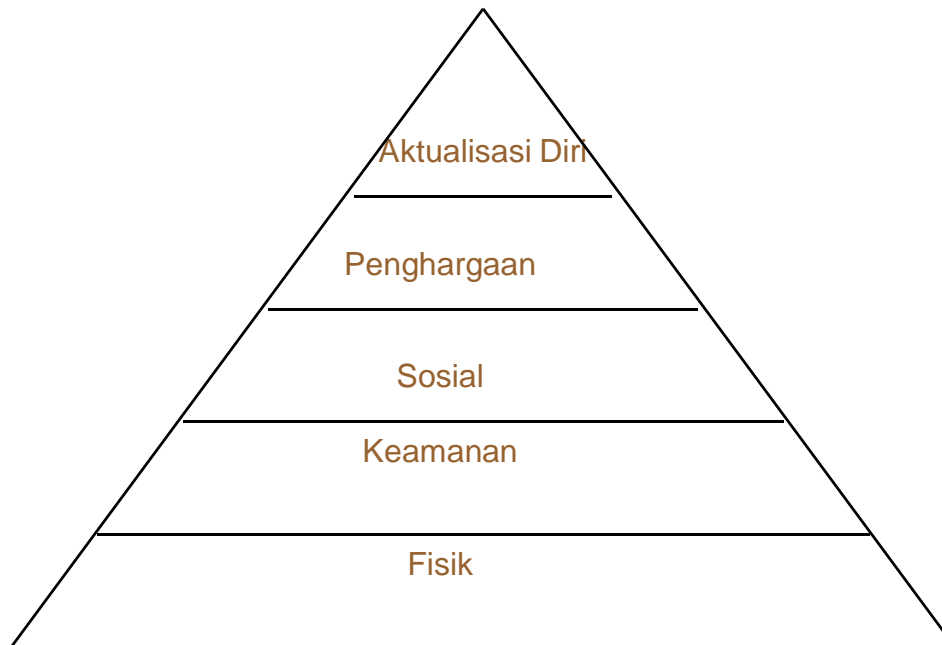 Aktualisasi Diri
Penghargaan
Sosial
Keamanan
Fisik